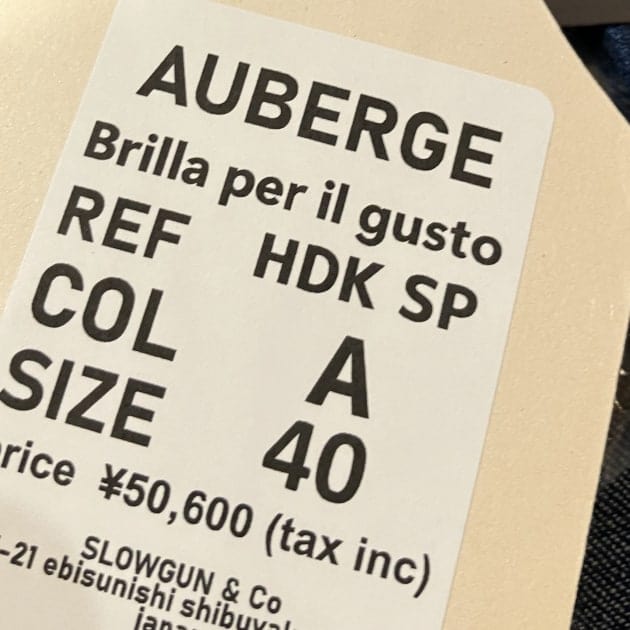 AUBERGE
Brilla per il gusto
REF HDK SP
COL A
SIZE 40
rice ¥50,600 (tax inc)
-21 ebisunishi shibuya
SLOWGUN & Co
japa